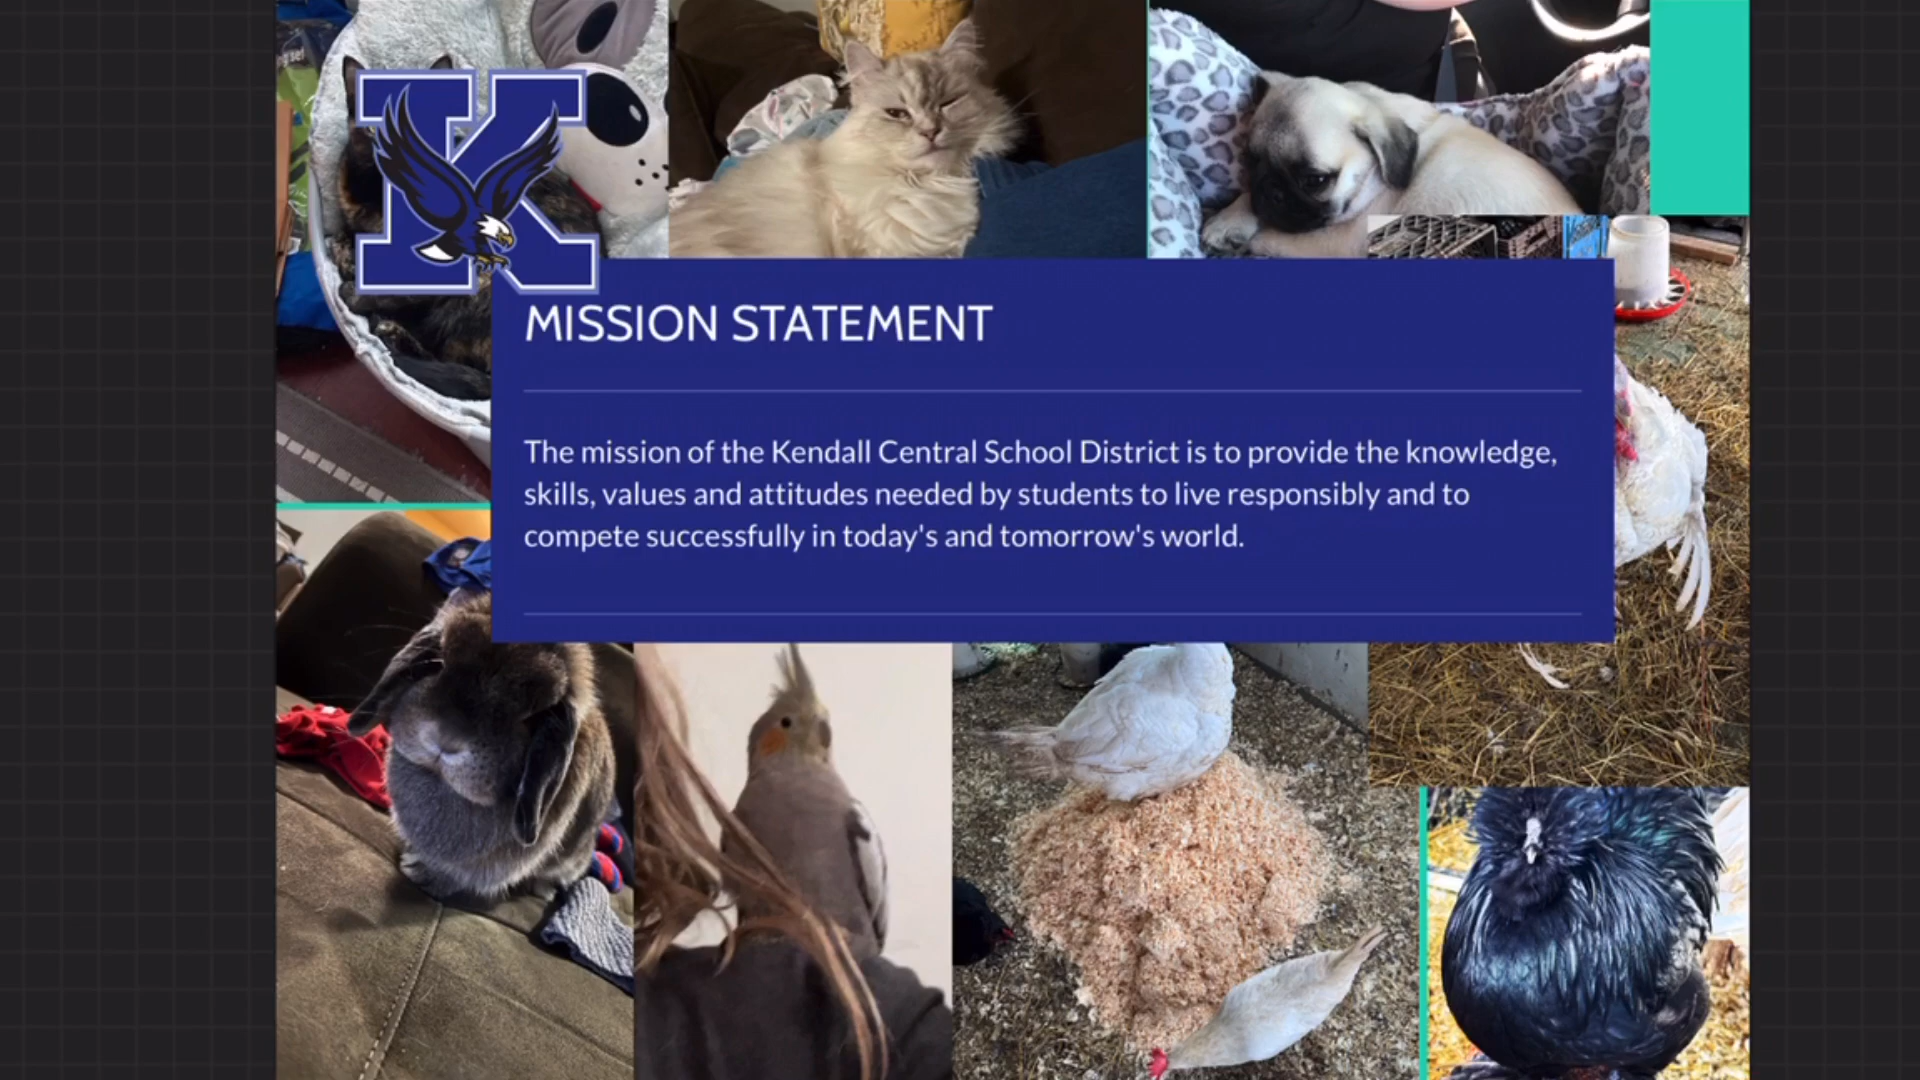 K
MISSION STATEMENT
The mission of the Kendall Central School District is to provide the knowledge,
skills, values and attitudes needed by students to live responsibly and to
compete successfully in today's and tomorrow's world.